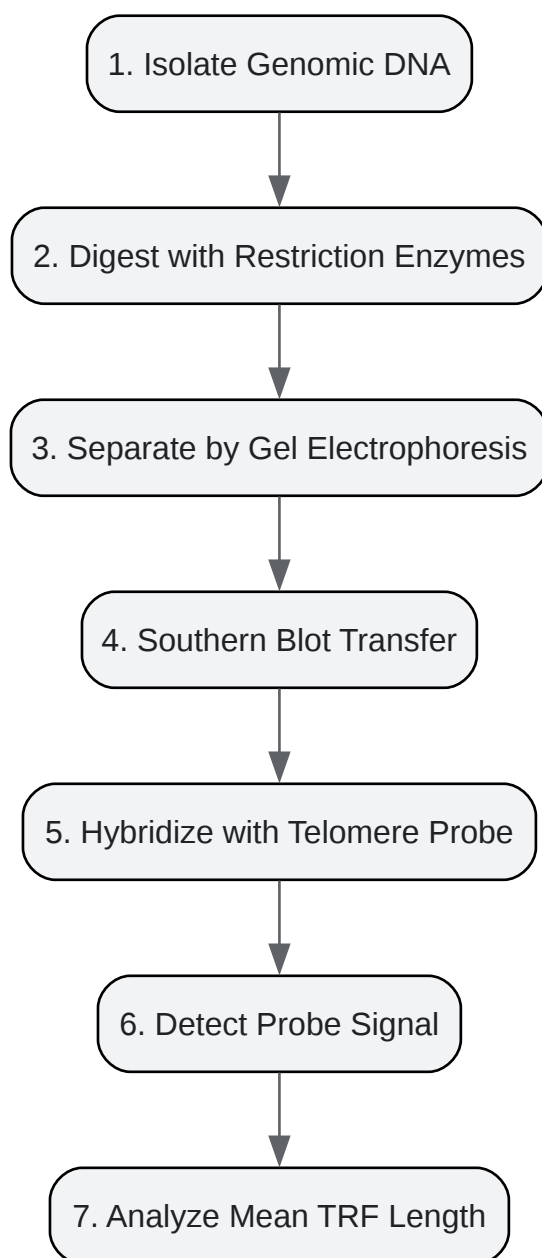 1. Isolate Genomic DNA
2. Digest with Restriction Enzymes
3. Separate by Gel Electrophoresis
4. Southern Blot Transfer
5. Hybridize with Telomere Probe
6. Detect Probe Signal
7. Analyze Mean TRF Length